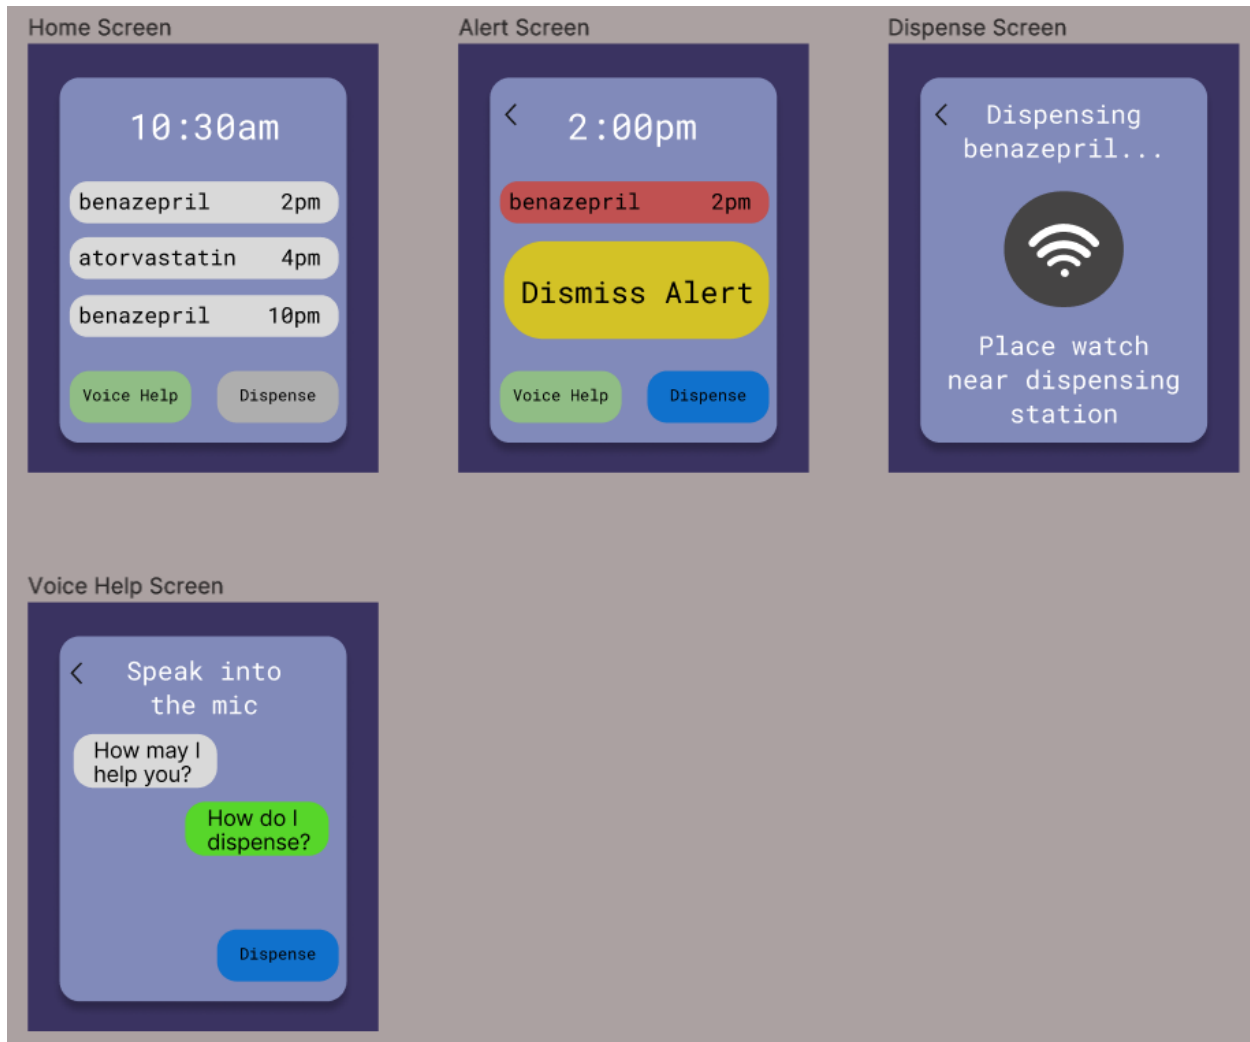 Home Screen
10:30am
benazepril 2pm
atorvastatin 4pm
benazepril 10pm
Voice Help Dispense
Alert Screen
2:00pm
benazepril 2pm
Dismiss Alert
Voice Help Dispense
Dispense Screen
Dispensing
benazepril...
Place watch
near dispensing
station
Voice Help Screen
Speak into
the mic
How may I
help you?
How do I
dispense?
Dispense